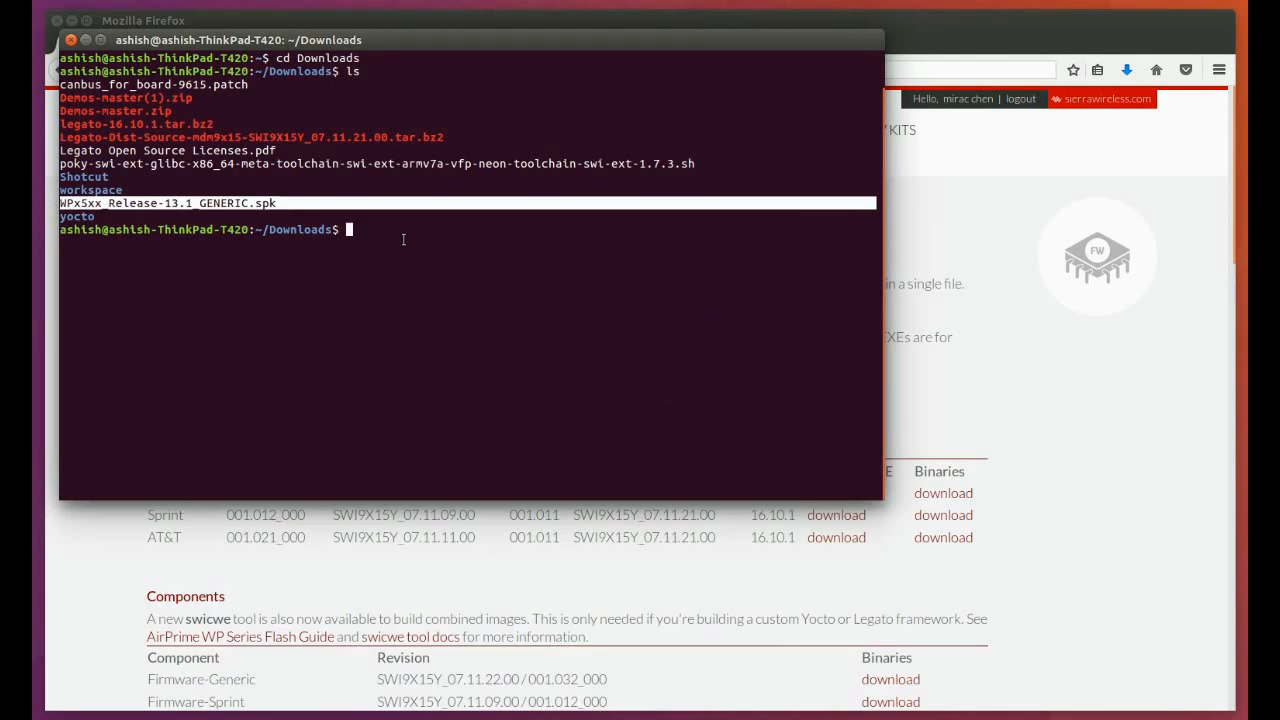 Mozilla Firefox
ashish@ashish-ThinkPad-T420: ~/Downloads
ashish@ashish-ThinkPad-T420:~$ cd Downloads
ashish@ashish-ThinkPad-T420:~/Downloads$ ls
canbus_for_board-9615.patch
Demos-master(1).zip
Demos-master.zip
legato-16.10.1.tar.bz2
Legato-Dist-Source-mdm9x15-SWI9X15Y_07.11.21.00.tar.bz2
Legato Open Source Licenses.pdf
poky-swi-ext-glibc-x86_64-meta-toolchain-swi-ext-armv7a-vfp-neon-toolchain-swi-ext-1.7.3.sh
Shotcut
workspace
WPx5xx_Release-13.1_GENERIC.spk
yocto
ashish@ashish-ThinkPad-T420:~/Downloads$
Hello, mirac chen | logout sierrawireless.com
/ KITS
FW
in a single file.
EXEs are for
E Binaries
download
Sprint 001.012_000 SWI9X15Y_07.11.09.00 001.011 SWI9X15Y_07.11.21.00 16.10.1 download download
AT&T 001.021_000 SWI9X15Y_07.11.11.00 001.011 SWI9X15Y_07.11.21.00 16.10.1 download download
Components
A new swicwe tool is also now available to build combined images. This is only needed if you're building a custom Yocto or Legato framework. See
AirPrime WP Series Flash Guide and swicwe tool docs for more information.
Component Revision Binaries
Firmware-Generic SWI9X15Y_07.11.22.00 / 001.032_000 download
Firmware-Sprint SWI9X15Y_07.11.09.00 / 001.012_000 download